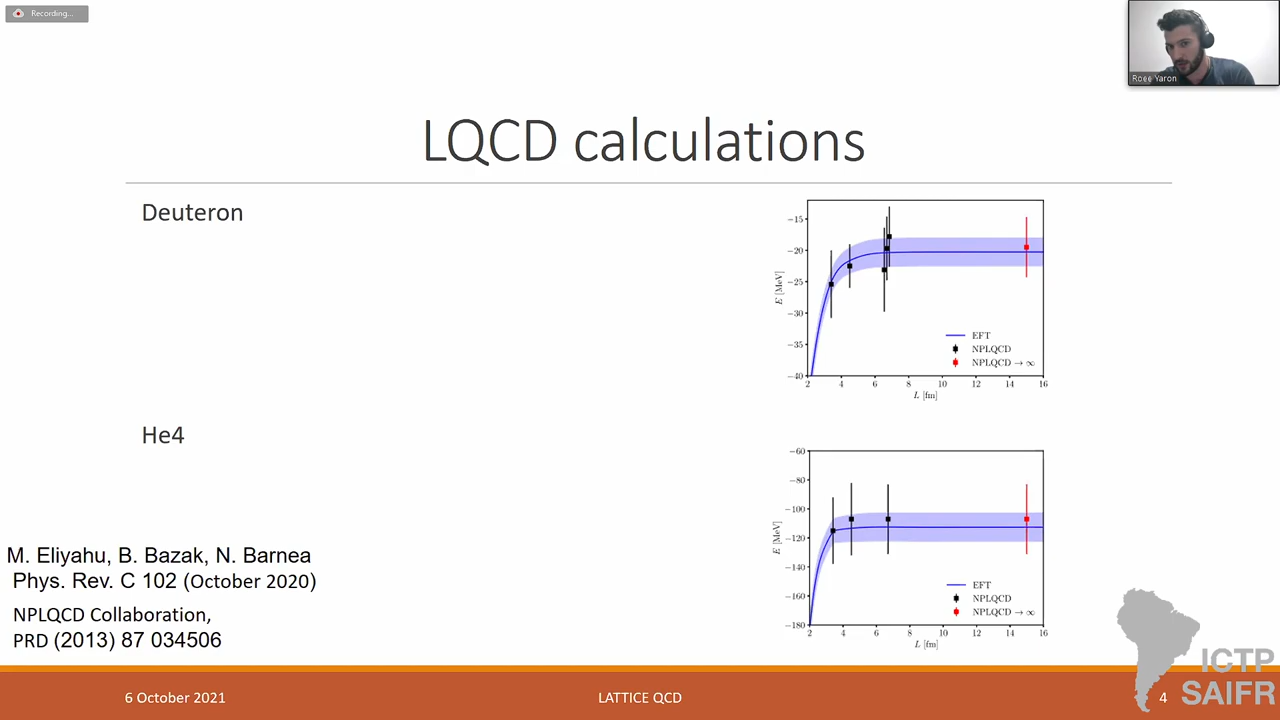 Recording...
Roee Yaron
LQCD calculations
Deuteron
−15
−20
−25
−30
−35
−40
E [MeV]
EFT
NPLQCD
NPLQCD → ∞
2 4 6 8 10 12 14 16
L [fm]
He4
−60
−80
−100
−120
−140
−160
−180
E [MeV]
EFT
NPLQCD
NPLQCD → ∞
2 4 6 8 10 12 14 16
L [fm]
M. Eliyahu, B. Bazak, N. Barnea
Phys. Rev. C 102 (October 2020)
NPLQCD Collaboration,
PRD (2013) 87 034506
6 October 2021
LATTICE QCD
4
ICTP
SAIFR